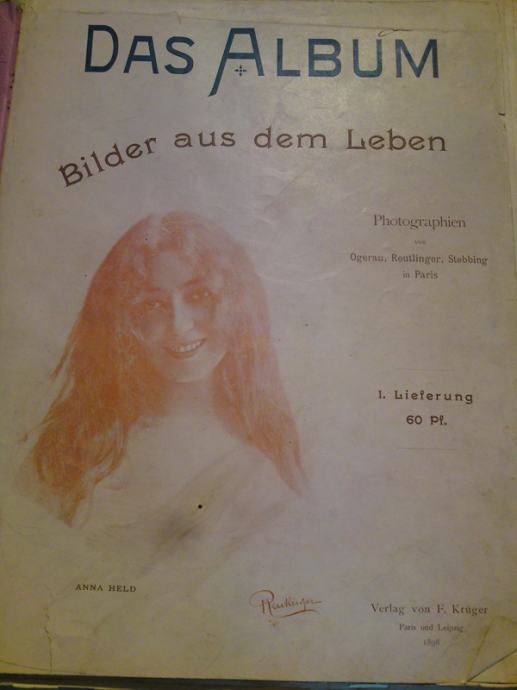 DAS ALBUM
Bilder aus dem Leben
Photographien
von
Ogerau, Reutlinger, Stebbing
in Paris
1. Lieferung
60 Pf.
ANNA HELD
Reutlinger
Verlag von F. Krüger
Paris und Leipzig
1898